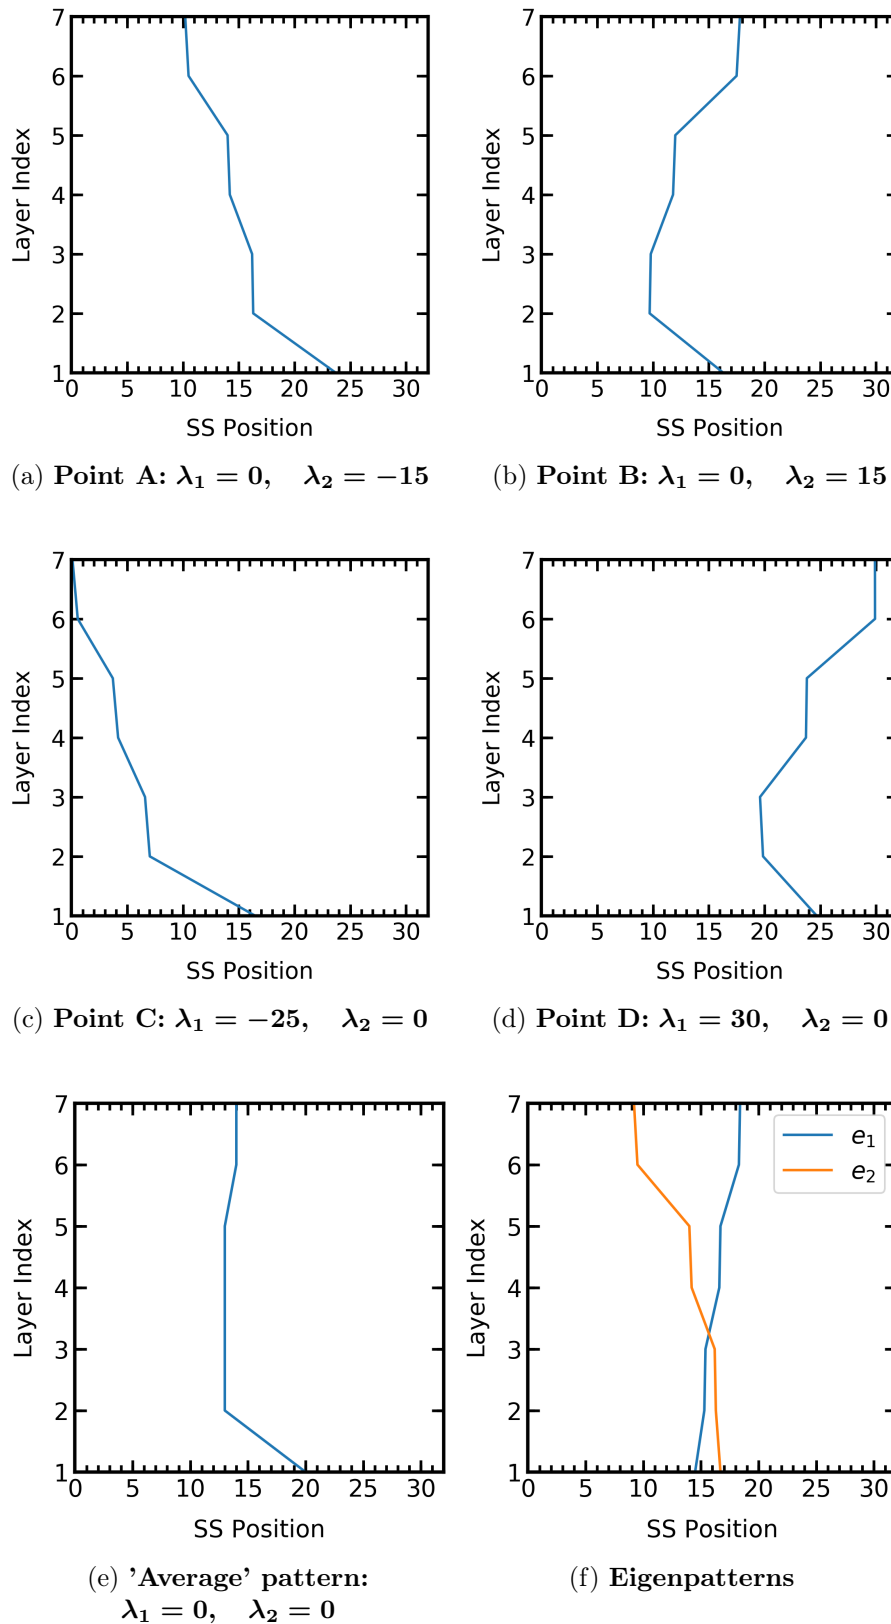 7
6
5
4
3
2
1
Layer Index
0 5 10 15 20 25 30
SS Position
(a) Point A: λ₁ = 0, λ₂ = −15
7
6
5
4
3
2
1
Layer Index
0 5 10 15 20 25 30
SS Position
(b) Point B: λ₁ = 0, λ₂ = 15
7
6
5
4
3
2
1
Layer Index
0 5 10 15 20 25 30
SS Position
(c) Point C: λ₁ = −25, λ₂ = 0
7
6
5
4
3
2
1
Layer Index
0 5 10 15 20 25 30
SS Position
(d) Point D: λ₁ = 30, λ₂ = 0
7
6
5
4
3
2
1
Layer Index
0 5 10 15 20 25 30
SS Position
(e) ’Average’ pattern:
λ₁ = 0, λ₂ = 0
7
6
5
4
3
2
1
Layer Index
e₁
e₂
0 5 10 15 20 25 30
SS Position
(f) Eigenpatterns